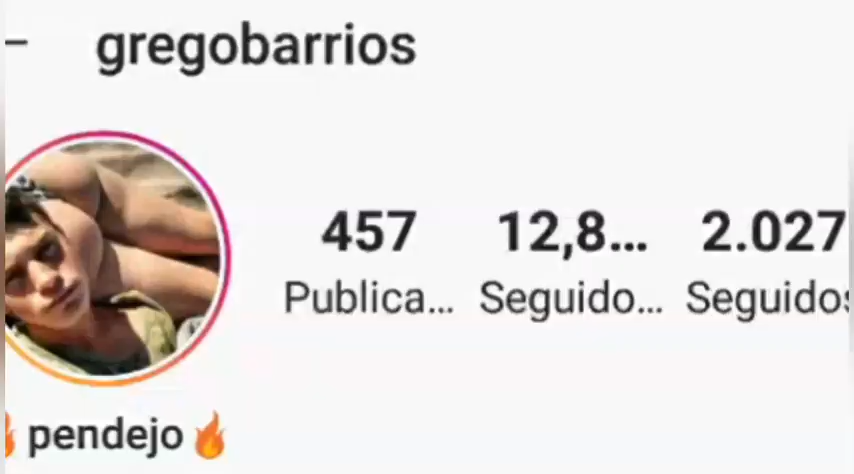 gregobarrios
457 12,8... 2.027
Publica... Seguido... Seguidos
🔥 pendejo 🔥